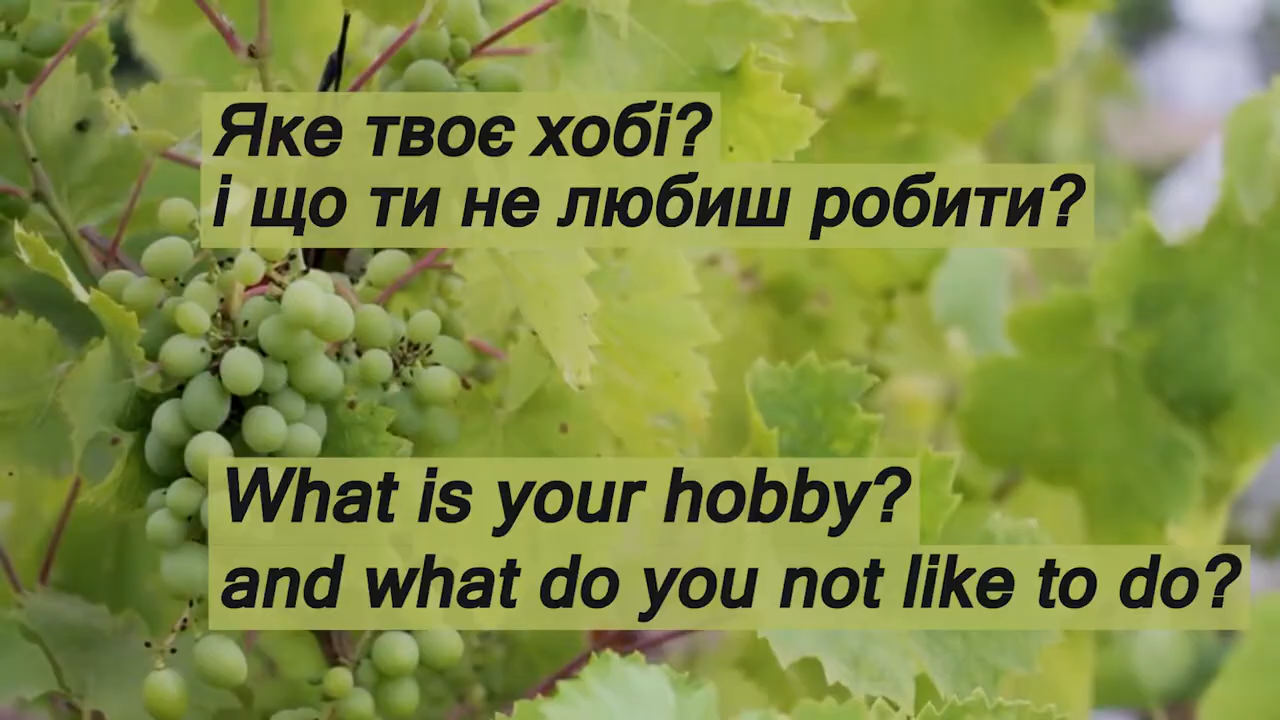 Яке твоє хобі?
і що ти не любиш робити?
What is your hobby?
and what do you not like to do?